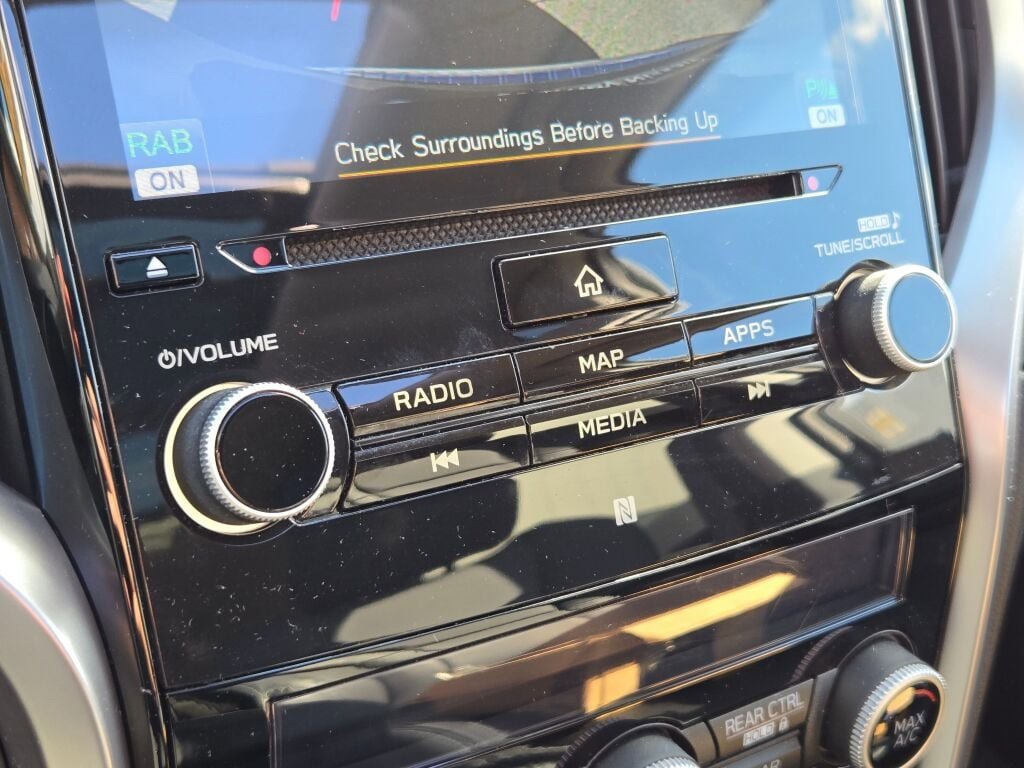 RAB
ON
Check Surroundings Before Backing Up
P
ON
HOLD
TUNE/SCROLL
/VOLUME
RADIO
MAP
APPS
MEDIA
N
REAR CTRL
HOLD
MAX
A/C